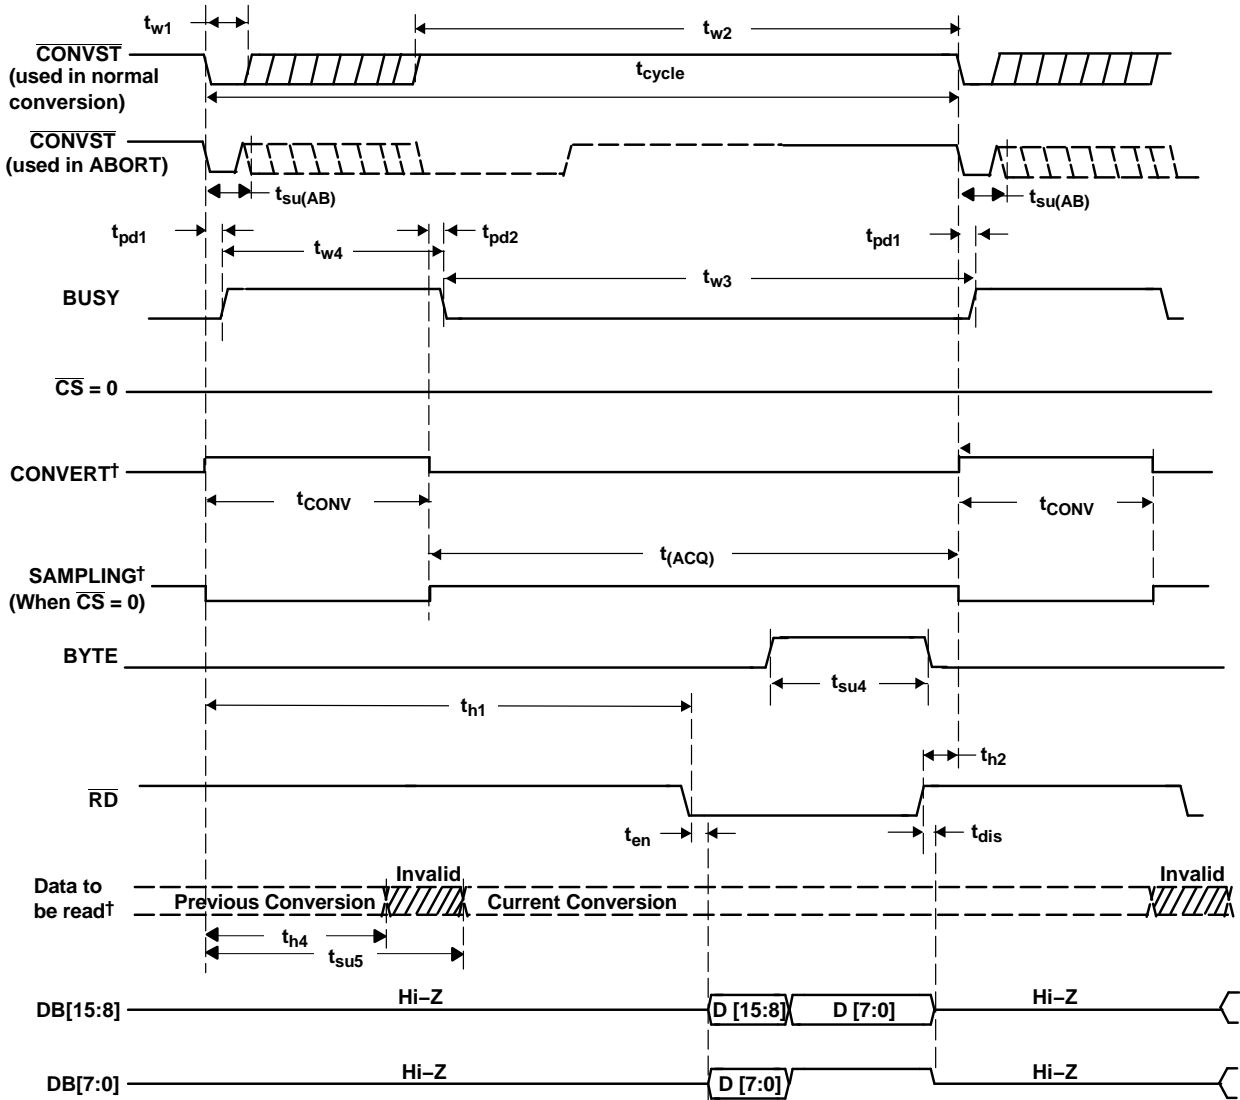 tw1
tw2
CONVST
(used in normal
conversion)
tcycle
CONVST
(used in ABORT)
tsu(AB)
tsu(AB)
tpd1
tw4
tpd2
tpd1
tw3
BUSY
CS = 0
CONVERT†
tCONV
tCONV
t(ACQ)
SAMPLING†
(When CS = 0)
BYTE
tsu4
th1
th2
RD
ten
tdis
Invalid
Invalid
Data to
be read†
Previous Conversion
Current Conversion
th4
tsu5
Hi–Z
Hi–Z
DB[15:8]
D [15:8]
D [7:0]
Hi–Z
Hi–Z
DB[7:0]
D [7:0]